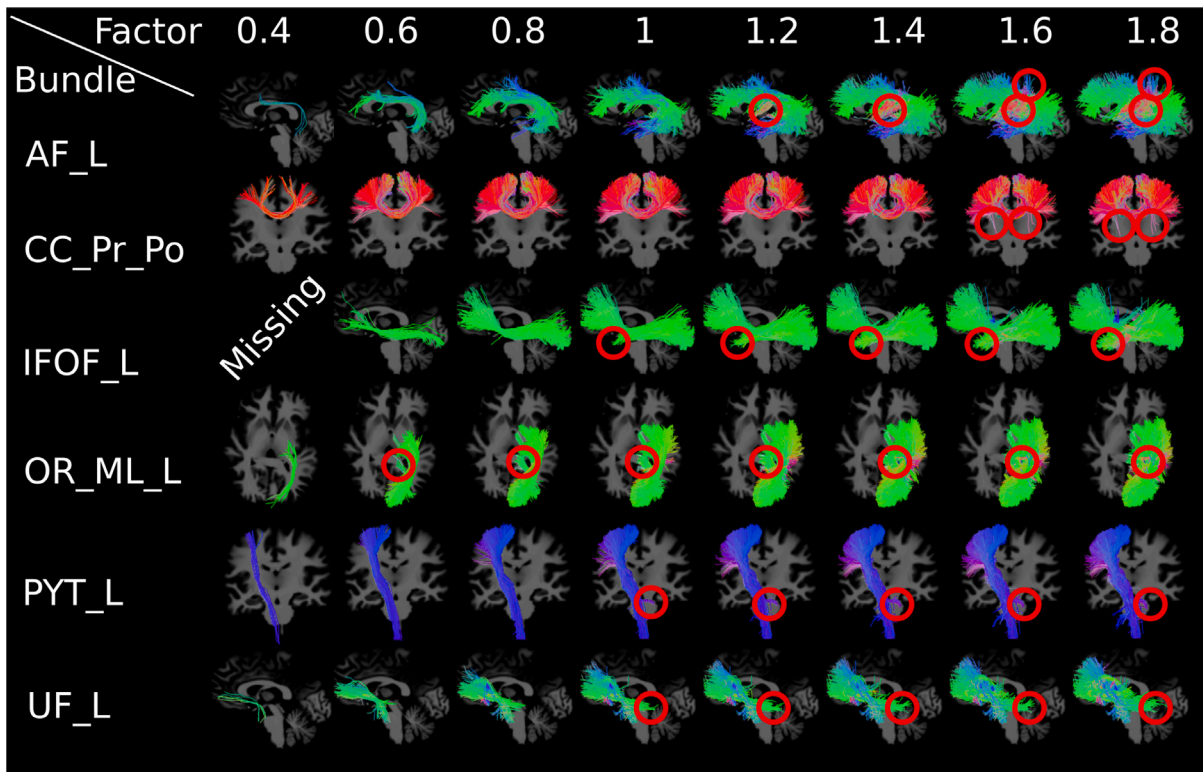 Factor 0.4 0.6 0.8 1 1.2 1.4 1.6 1.8
Bundle
AF_L
CC_Pr_Po
Missing
IFOF_L
OR_ML_L
PYT_L
UF_L